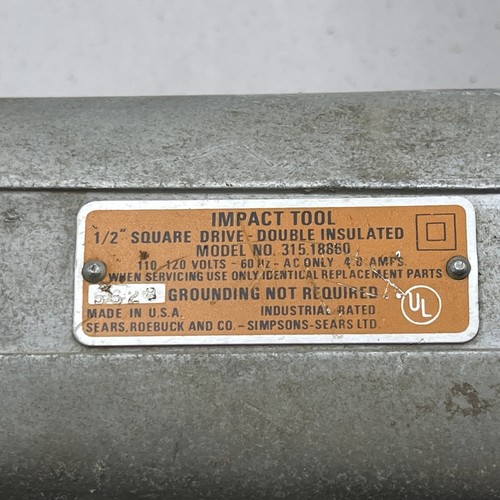 IMPACT TOOL
1/2" SQUARE DRIVE - DOUBLE INSULATED
MODEL NO. 315.18860
110-120 VOLTS - 60 Hz - AC ONLY 4.8 AMPS.
WHEN SERVICING USE ONLY IDENTICAL REPLACEMENT PARTS
GROUNDING NOT REQUIRED
UL
MADE IN U.S.A. INDUSTRIAL RATED
SEARS, ROEBUCK AND CO. - SIMPSONS-SEARS LTD.